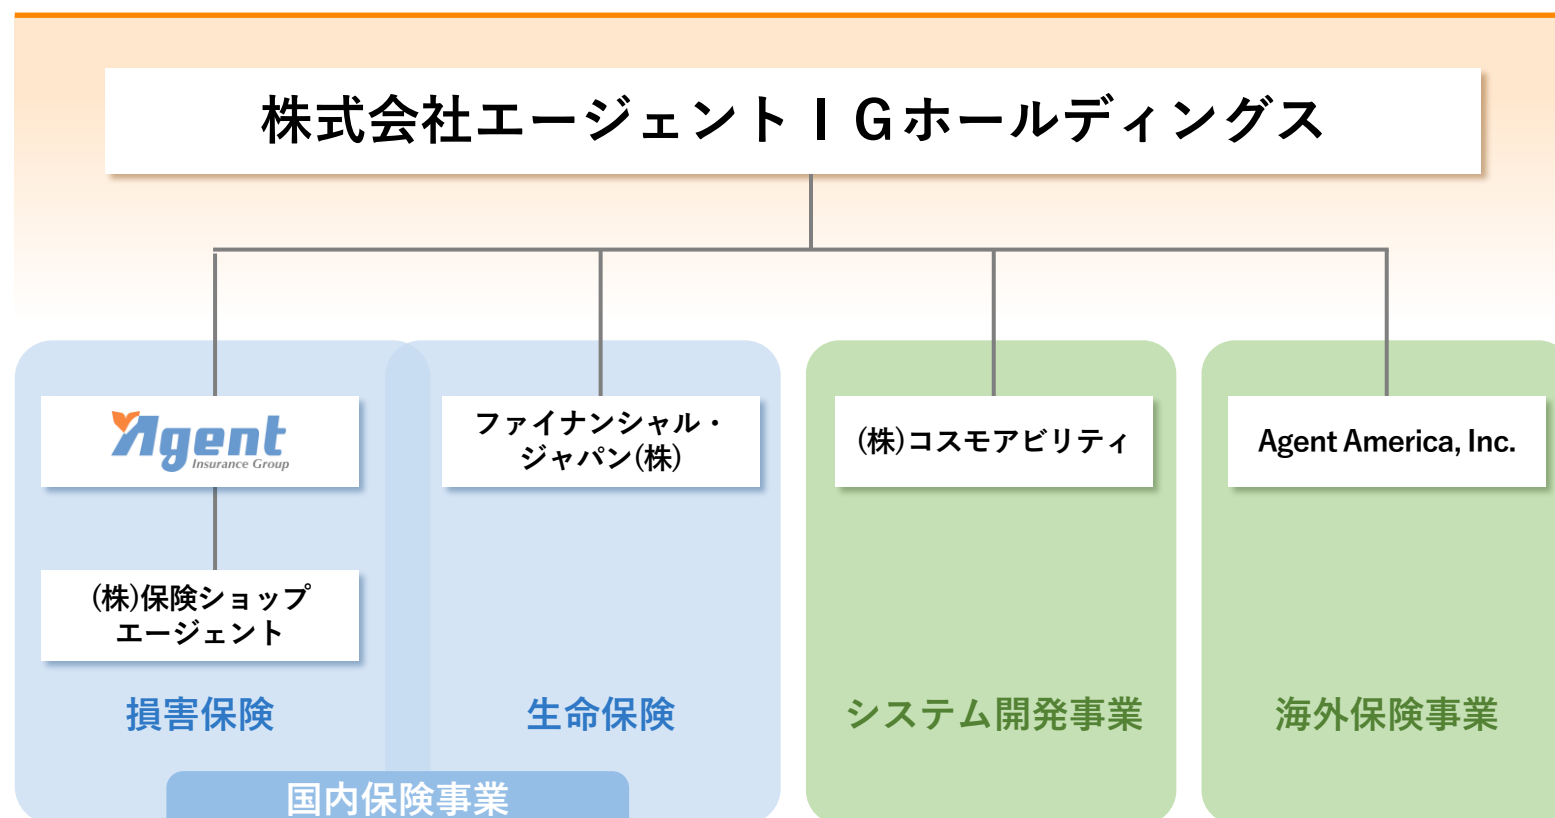 株式会社エージェントＩＧホールディングス
Agent
Insurance Group
ファイナンシャル・
ジャパン(株)
(株)コスモアビリティ
Agent America, Inc.
(株)保険ショップ
エージェント
損害保険
生命保険
システム開発事業
海外保険事業
国内保険事業